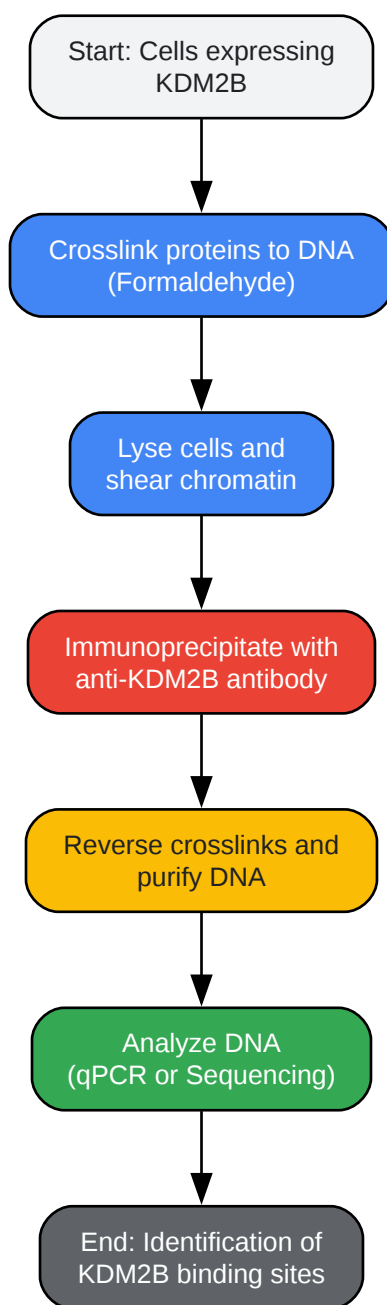 Start: Cells expressing
KDM2B
Crosslink proteins to DNA
(Formaldehyde)
Lyse cells and
shear chromatin
Immunoprecipitate with
anti-KDM2B antibody
Reverse crosslinks and
purify DNA
Analyze DNA
(qPCR or Sequencing)
End: Identification of
KDM2B binding sites